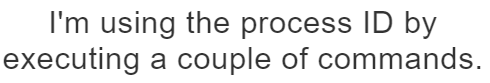 I'm using the process ID by
executing a couple of commands.